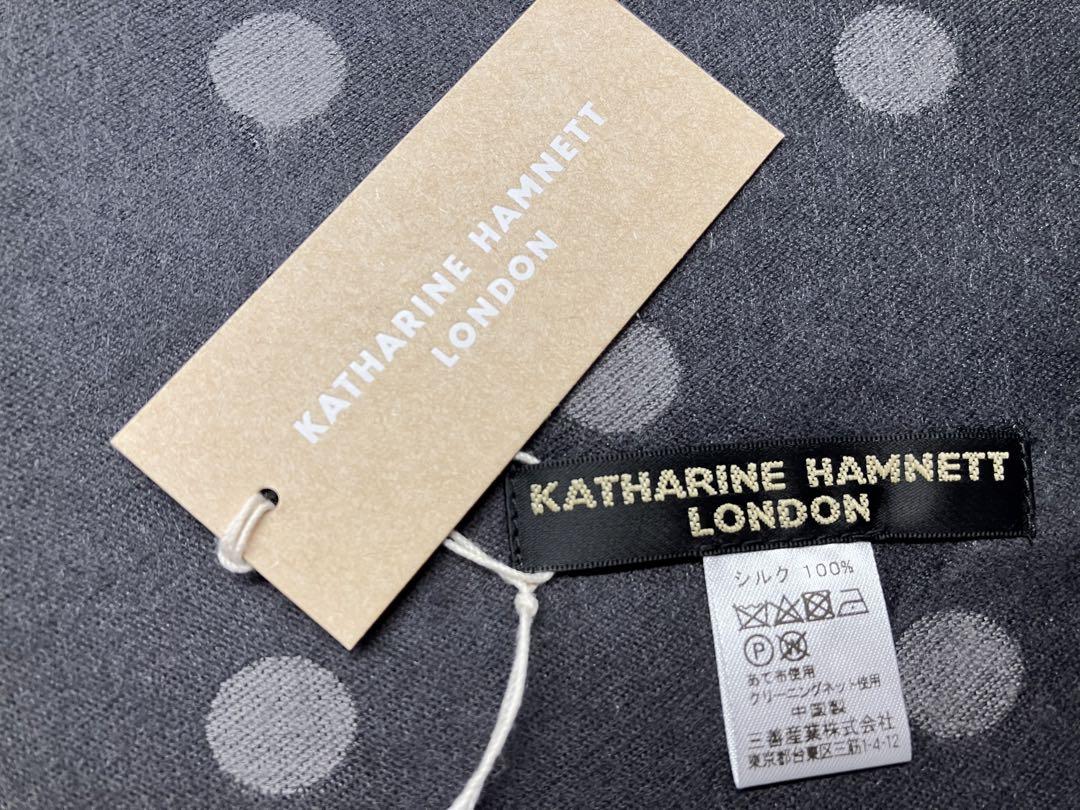 KATHARINE HAMNETT
LONDON
KATHARINE HAMNETT
LONDON
シルク 100%
P
あて布使用
クリーニングネット使用
中国製
三善産業株式会社
東京都台東区三筋1-4-12